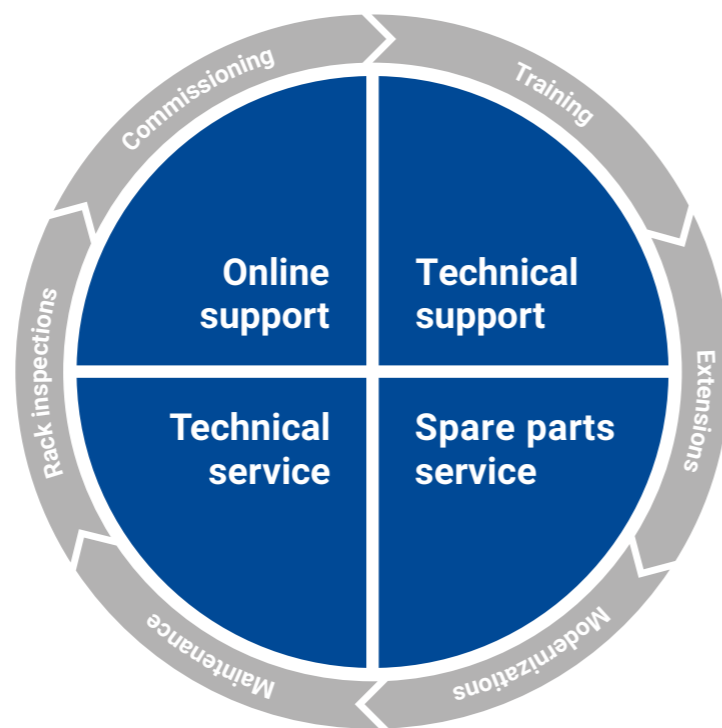 Commissioning
Training
Extensions
Modernizations
Maintenance
Rack inspections
Online
support
Technical
support
Technical
service
Spare parts
service